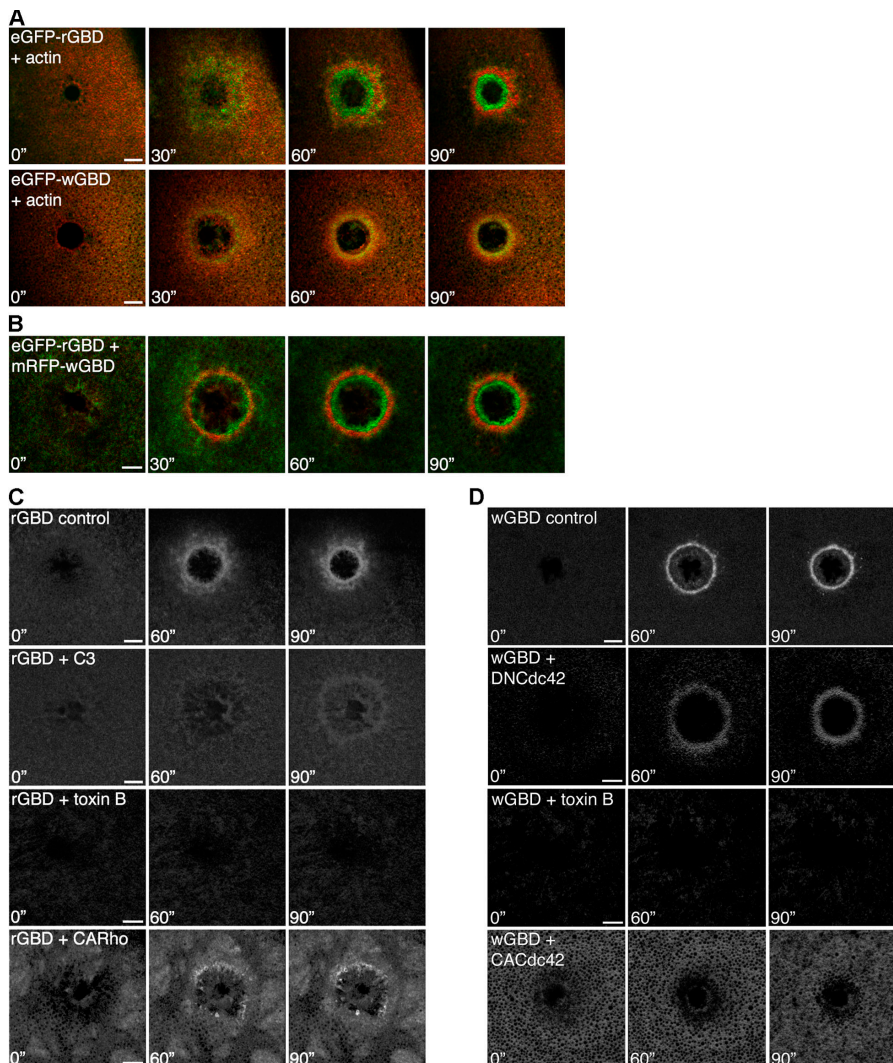 A
eGFP-rGBD
+ actin
0” 30” 60” 90”
eGFP-wGBD
+ actin
0” 30” 60” 90”
B
eGFP-rGBD +
mRFP-wGBD
0” 30” 60” 90”
C
rGBD control
0” 60” 90”
rGBD + C3
0” 60” 90”
rGBD + toxin B
0” 60” 90”
rGBD + CARho
0” 60” 90”
D
wGBD control
0” 60” 90”
wGBD +
DNCdc42
0” 60” 90”
wGBD + toxin B
0” 60” 90”
wGBD +
CACdc42
0” 60” 90”